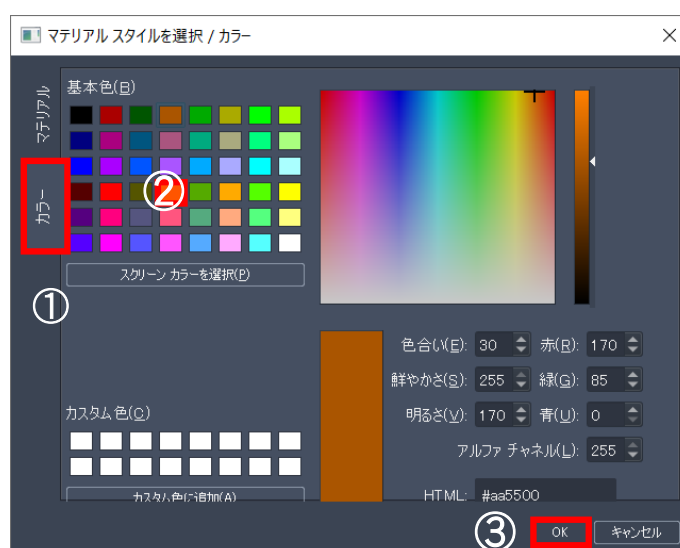 マテリアル スタイルを選択 / カラー
マテリアル
カラー
①
基本色(B)
②
スクリーン カラーを選択(P)
カスタム色(C)
カスタム色に追加(A)
色合い(E): 30 赤(R): 170
鮮やかさ(S): 255 緑(G): 85
明るさ(V): 170 青(U): 0
アルファ チャネル(L): 255
HTML: #aa5500
③
OK キャンセル